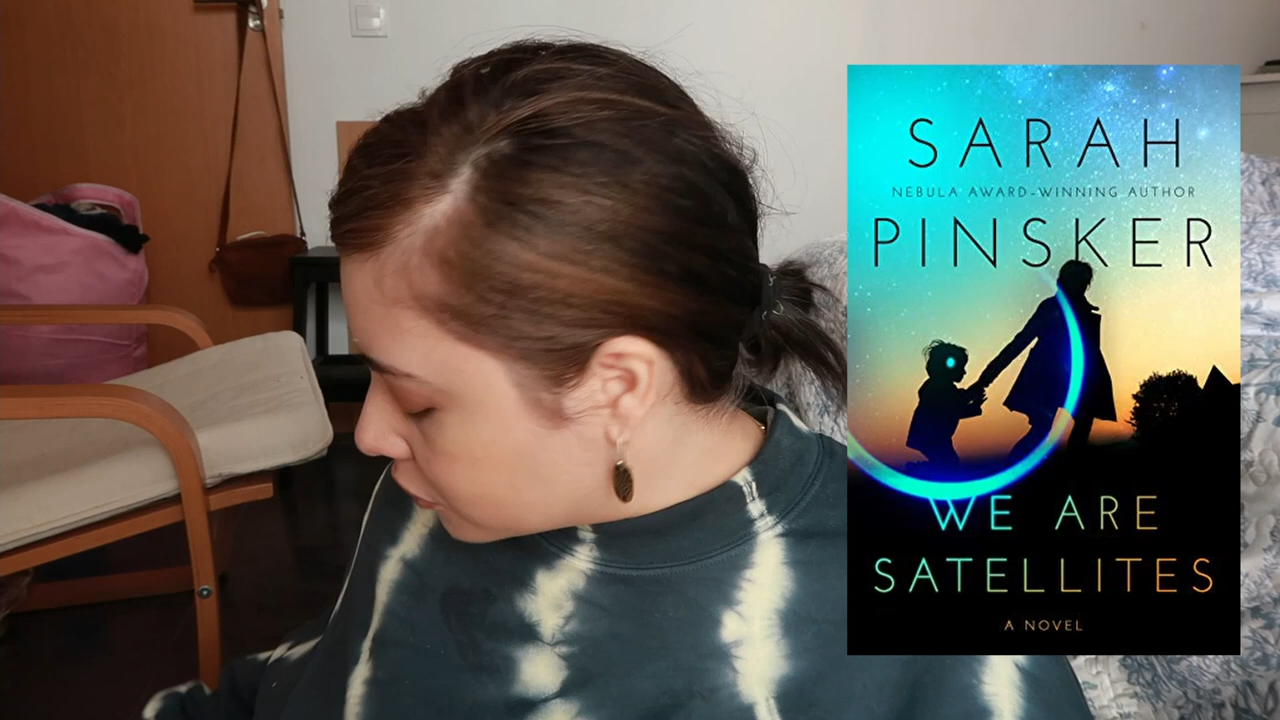 SARAH
NEBULA AWARD-WINNING AUTHOR
PINSKER
WE ARE
SATELLITES
A NOVEL